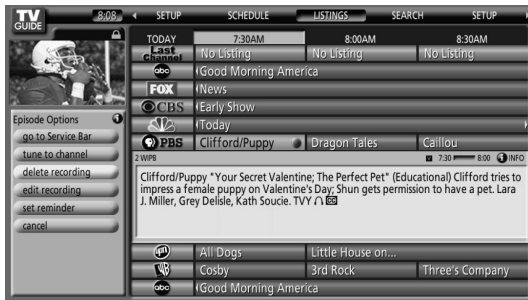 TV
GUIDE
8:08
SETUP SCHEDULE LISTINGS SEARCH SETUP
TODAY 7:30AM 8:00AM 8:30AM
Last Channel No Listing No Listing No Listing
abc Good Morning America
FOX News
CBS Early Show
Today
PBS Clifford/Puppy Dragon Tales Caillou
Episode Options
go to Service Bar
tune to channel
delete recording
edit recording
set reminder
cancel
2 WIPB 7:30 8:00 INFO
Clifford/Puppy "Your Secret Valentine; The Perfect Pet" (Educational) Clifford tries to
impress a female puppy on Valentine's Day; Shun gets permission to have a pet. Lara
J. Miller, Grey Delisle, Kath Soucie. TVY
upn All Dogs Little House on...
WB Cosby 3rd Rock Three's Company
abc Good Morning America